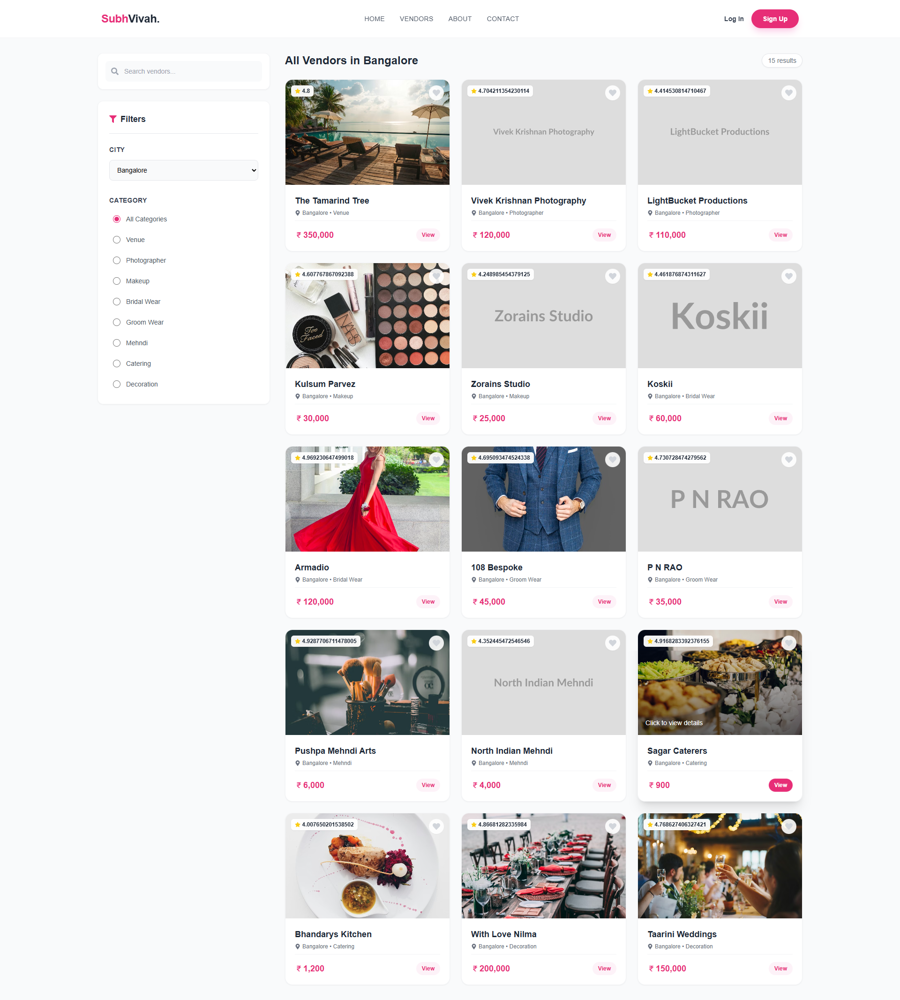 SubhVivah.
HOME VENDORS ABOUT CONTACT
Log In Sign Up
Search vendors...
Filters
CITY
Bangalore
CATEGORY
All Categories
Venue
Photographer
Makeup
Bridal Wear
Groom Wear
Mehndi
Catering
Decoration
All Vendors in Bangalore
15 results
4.8
The Tamarind Tree
Bangalore • Venue
₹ 350,000 View
4.704211354230114
Vivek Krishnan Photography
Vivek Krishnan Photography
Bangalore • Photographer
₹ 120,000 View
4.414530814710467
LightBucket Productions
LightBucket Productions
Bangalore • Photographer
₹ 110,000 View
4.607767867092388
Too
Faced
NARS
Kulsum Parvez
Bangalore • Makeup
₹ 30,000 View
4.248985454379125
Zorains Studio
Zorains Studio
Bangalore • Makeup
₹ 25,000 View
4.461876874311627
Koskii
Koskii
Bangalore • Bridal Wear
₹ 60,000 View
4.969230647499018
Armadio
Bangalore • Bridal Wear
₹ 120,000 View
4.695093474524338
108 Bespoke
Bangalore • Groom Wear
₹ 45,000 View
4.730728474279562
P N RAO
P N RAO
Bangalore • Groom Wear
₹ 35,000 View
4.9287706711478005
Pushpa Mehndi Arts
Bangalore • Mehndi
₹ 6,000 View
4.352445472546546
North Indian Mehndi
North Indian Mehndi
Bangalore • Mehndi
₹ 4,000 View
4.9168283392376155
Click to view details
Sagar Caterers
Bangalore • Catering
₹ 900 View
4.007650201538502
Bhandarys Kitchen
Bangalore • Catering
₹ 1,200 View
4.86681282335984
With Love Nilma
Bangalore • Decoration
₹ 200,000 View
4.768627406327421
Taarini Weddings
Bangalore • Decoration
₹ 150,000 View